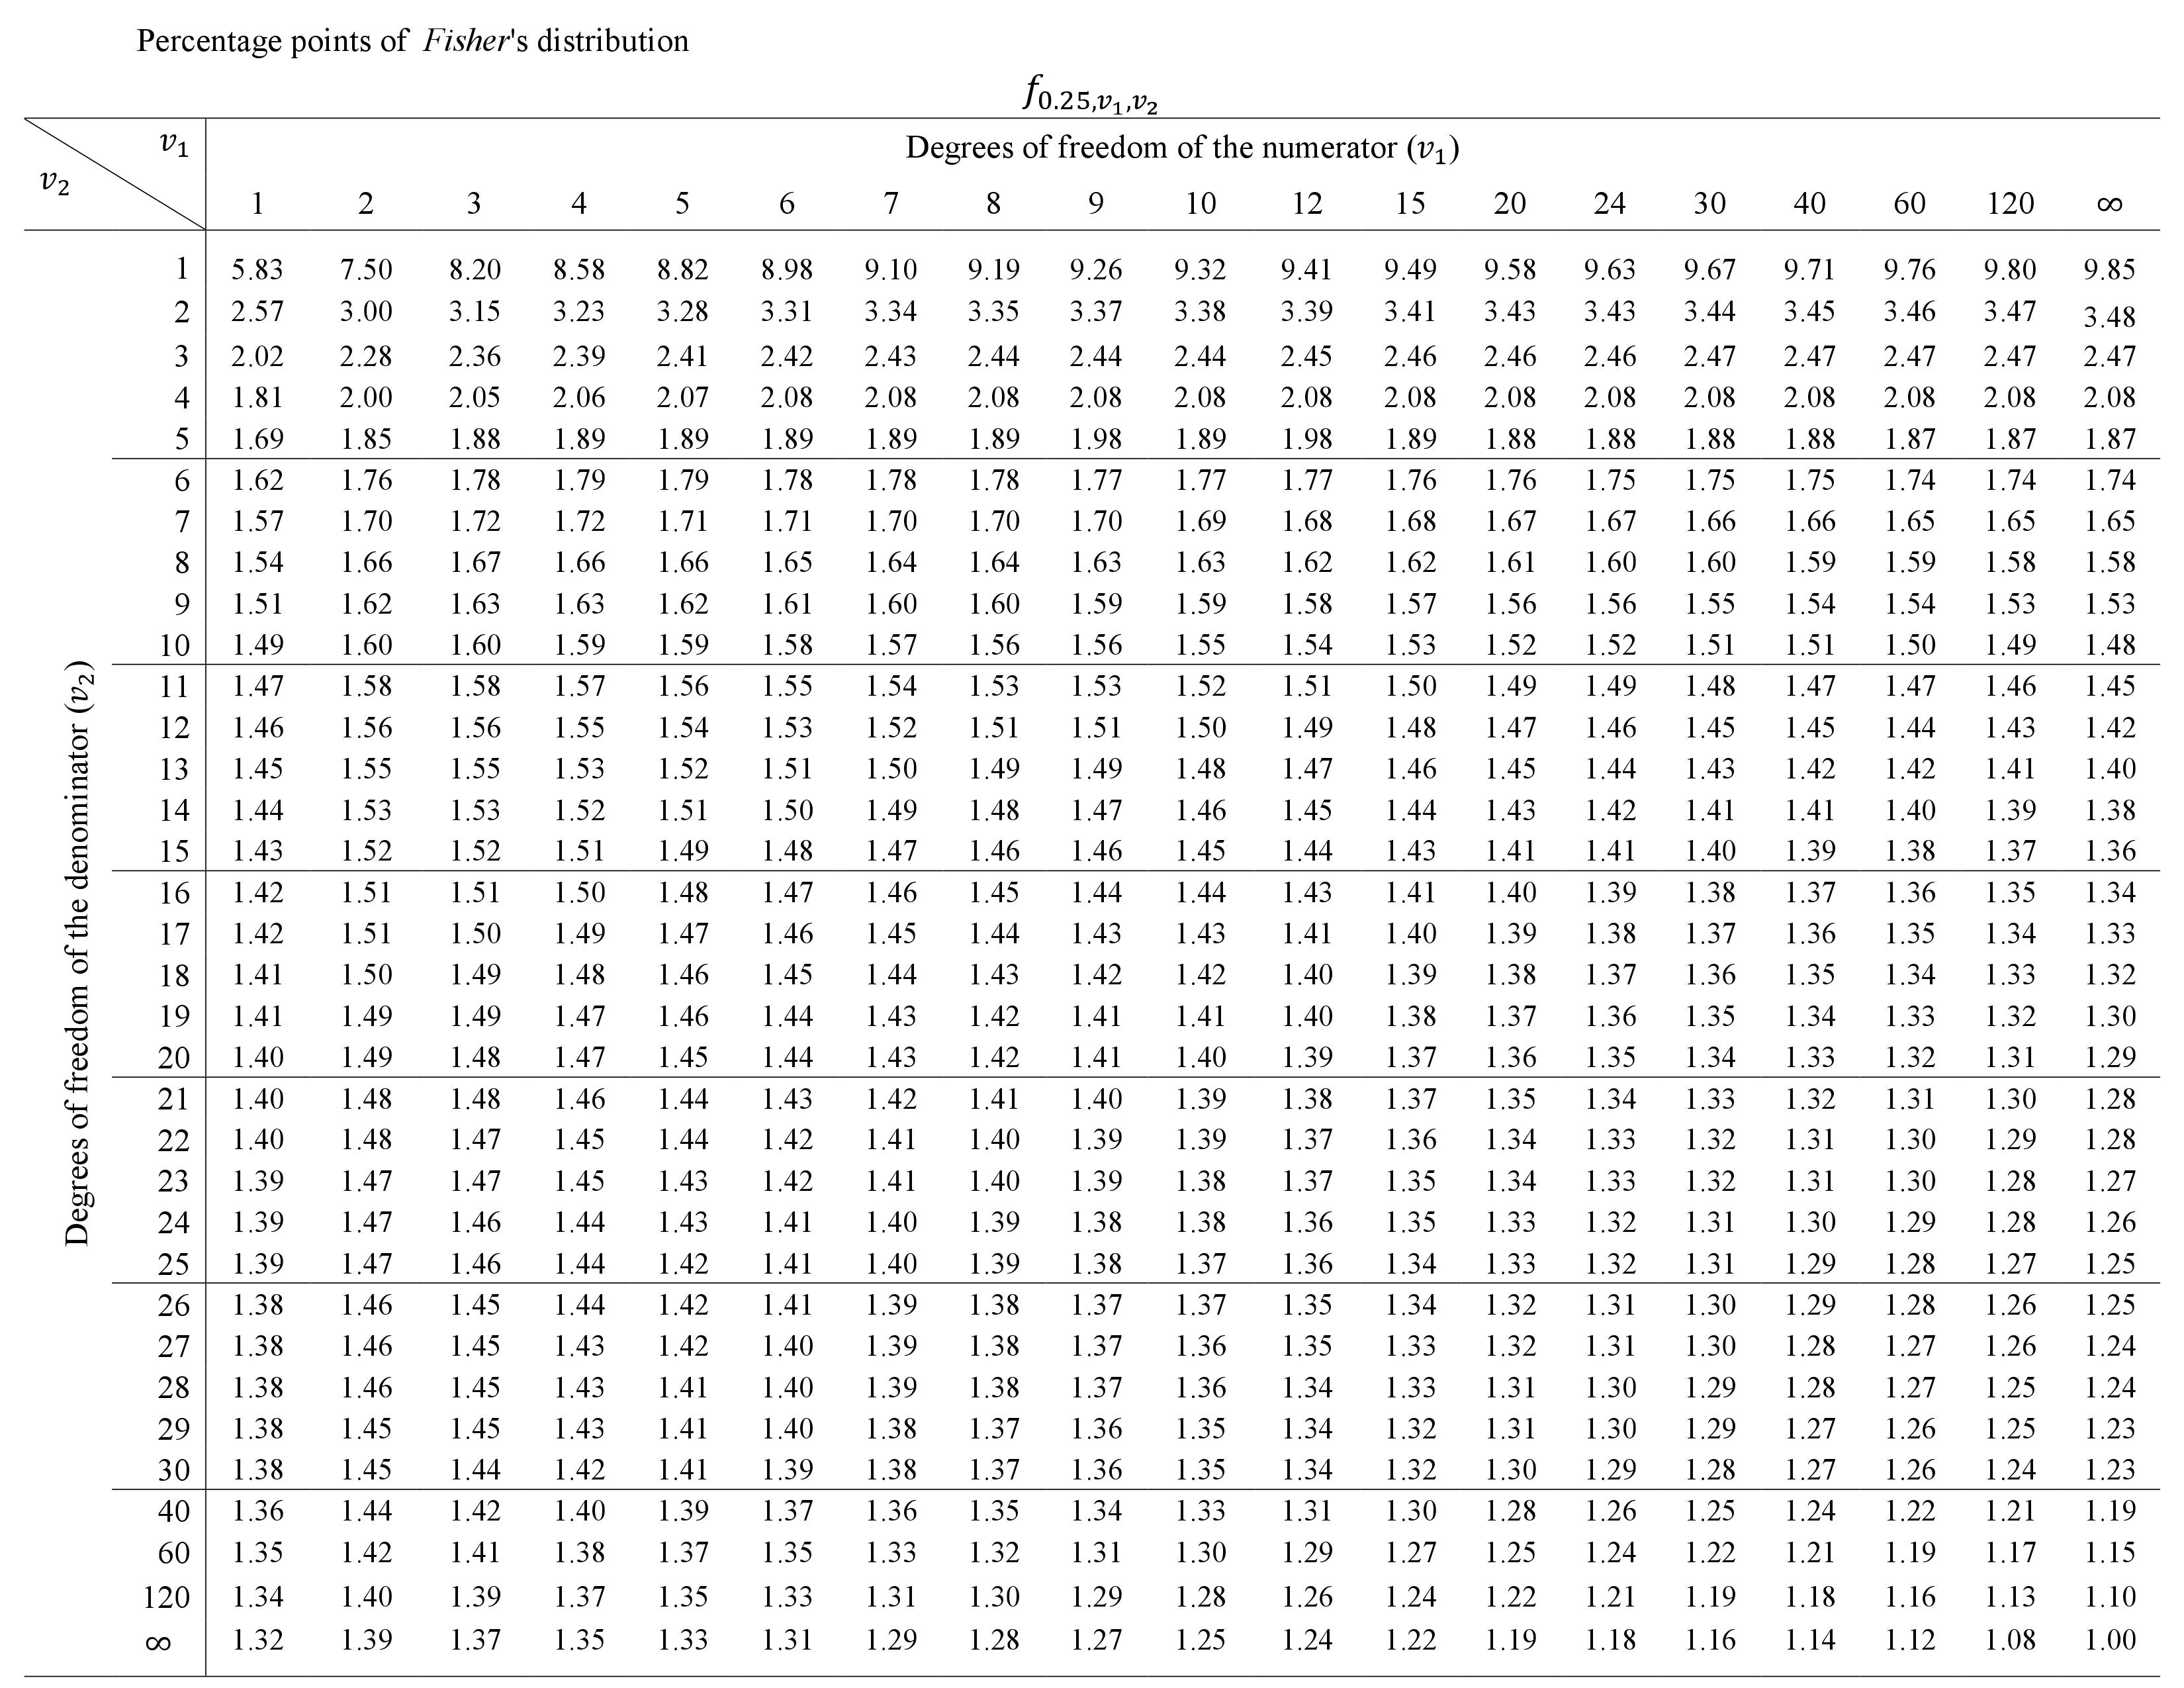 Percentage points of Fisher's distribution
f0.25,v1,v2
v1 Degrees of freedom of the numerator (v1)
v2
1 2 3 4 5 6 7 8 9 10 12 15 20 24 30 40 60 120 ∞
Degrees of freedom of the denominator (v2)
1 5.83 7.50 8.20 8.58 8.82 8.98 9.10 9.19 9.26 9.32 9.41 9.49 9.58 9.63 9.67 9.71 9.76 9.80 9.85
2 2.57 3.00 3.15 3.23 3.28 3.31 3.34 3.35 3.37 3.38 3.39 3.41 3.43 3.43 3.44 3.45 3.46 3.47 3.48
3 2.02 2.28 2.36 2.39 2.41 2.42 2.43 2.44 2.44 2.44 2.45 2.46 2.46 2.46 2.47 2.47 2.47 2.47 2.47
4 1.81 2.00 2.05 2.06 2.07 2.08 2.08 2.08 2.08 2.08 2.08 2.08 2.08 2.08 2.08 2.08 2.08 2.08 2.08
5 1.69 1.85 1.88 1.89 1.89 1.89 1.89 1.89 1.98 1.89 1.98 1.89 1.88 1.88 1.88 1.88 1.87 1.87 1.87
6 1.62 1.76 1.78 1.79 1.79 1.78 1.78 1.78 1.77 1.77 1.77 1.76 1.76 1.75 1.75 1.75 1.74 1.74 1.74
7 1.57 1.70 1.72 1.72 1.71 1.71 1.70 1.70 1.70 1.69 1.68 1.68 1.67 1.67 1.66 1.66 1.65 1.65 1.65
8 1.54 1.66 1.67 1.66 1.66 1.65 1.64 1.64 1.63 1.63 1.62 1.62 1.61 1.60 1.60 1.59 1.59 1.58 1.58
9 1.51 1.62 1.63 1.63 1.62 1.61 1.60 1.60 1.59 1.59 1.58 1.57 1.56 1.56 1.55 1.54 1.54 1.53 1.53
10 1.49 1.60 1.60 1.59 1.59 1.58 1.57 1.56 1.56 1.55 1.54 1.53 1.52 1.52 1.51 1.51 1.50 1.49 1.48
11 1.47 1.58 1.58 1.57 1.56 1.55 1.54 1.53 1.53 1.52 1.51 1.50 1.49 1.49 1.48 1.47 1.47 1.46 1.45
12 1.46 1.56 1.56 1.55 1.54 1.53 1.52 1.51 1.51 1.50 1.49 1.48 1.47 1.46 1.45 1.45 1.44 1.43 1.42
13 1.45 1.55 1.55 1.53 1.52 1.51 1.50 1.49 1.49 1.48 1.47 1.46 1.45 1.44 1.43 1.42 1.42 1.41 1.40
14 1.44 1.53 1.53 1.52 1.51 1.50 1.49 1.48 1.47 1.46 1.45 1.44 1.43 1.42 1.41 1.41 1.40 1.39 1.38
15 1.43 1.52 1.52 1.51 1.49 1.48 1.47 1.46 1.46 1.45 1.44 1.43 1.41 1.41 1.40 1.39 1.38 1.37 1.36
16 1.42 1.51 1.51 1.50 1.48 1.47 1.46 1.45 1.44 1.44 1.43 1.41 1.40 1.39 1.38 1.37 1.36 1.35 1.34
17 1.42 1.51 1.50 1.49 1.47 1.46 1.45 1.44 1.43 1.43 1.41 1.40 1.39 1.38 1.37 1.36 1.35 1.34 1.33
18 1.41 1.50 1.49 1.48 1.46 1.45 1.44 1.43 1.42 1.42 1.40 1.39 1.38 1.37 1.36 1.35 1.34 1.33 1.32
19 1.41 1.49 1.49 1.47 1.46 1.44 1.43 1.42 1.41 1.41 1.40 1.38 1.37 1.36 1.35 1.34 1.33 1.32 1.30
20 1.40 1.49 1.48 1.47 1.45 1.44 1.43 1.42 1.41 1.40 1.39 1.37 1.36 1.35 1.34 1.33 1.32 1.31 1.29
21 1.40 1.48 1.48 1.46 1.44 1.43 1.42 1.41 1.40 1.39 1.38 1.37 1.35 1.34 1.33 1.32 1.31 1.30 1.28
22 1.40 1.48 1.47 1.45 1.44 1.42 1.41 1.40 1.39 1.39 1.37 1.36 1.34 1.33 1.32 1.31 1.30 1.29 1.28
23 1.39 1.47 1.47 1.45 1.43 1.42 1.41 1.40 1.39 1.38 1.37 1.35 1.34 1.33 1.32 1.31 1.30 1.28 1.27
24 1.39 1.47 1.46 1.44 1.43 1.41 1.40 1.39 1.38 1.38 1.36 1.35 1.33 1.32 1.31 1.30 1.29 1.28 1.26
25 1.39 1.47 1.46 1.44 1.42 1.41 1.40 1.39 1.38 1.37 1.36 1.34 1.33 1.32 1.31 1.29 1.28 1.27 1.25
26 1.38 1.46 1.45 1.44 1.42 1.41 1.39 1.38 1.37 1.37 1.35 1.34 1.32 1.31 1.30 1.29 1.28 1.26 1.25
27 1.38 1.46 1.45 1.43 1.42 1.40 1.39 1.38 1.37 1.36 1.35 1.33 1.32 1.31 1.30 1.28 1.27 1.26 1.24
28 1.38 1.46 1.45 1.43 1.41 1.40 1.39 1.38 1.37 1.36 1.34 1.33 1.31 1.30 1.29 1.28 1.27 1.25 1.24
29 1.38 1.45 1.45 1.43 1.41 1.40 1.38 1.37 1.36 1.35 1.34 1.32 1.31 1.30 1.29 1.27 1.26 1.25 1.23
30 1.38 1.45 1.44 1.42 1.41 1.39 1.38 1.37 1.36 1.35 1.34 1.32 1.30 1.29 1.28 1.27 1.26 1.24 1.23
40 1.36 1.44 1.42 1.40 1.39 1.37 1.36 1.35 1.34 1.33 1.31 1.30 1.28 1.26 1.25 1.24 1.22 1.21 1.19
60 1.35 1.42 1.41 1.38 1.37 1.35 1.33 1.32 1.31 1.30 1.29 1.27 1.25 1.24 1.22 1.21 1.19 1.17 1.15
120 1.34 1.40 1.39 1.37 1.35 1.33 1.31 1.30 1.29 1.28 1.26 1.24 1.22 1.21 1.19 1.18 1.16 1.13 1.10
∞ 1.32 1.39 1.37 1.35 1.33 1.31 1.29 1.28 1.27 1.25 1.24 1.22 1.19 1.18 1.16 1.14 1.12 1.08 1.00